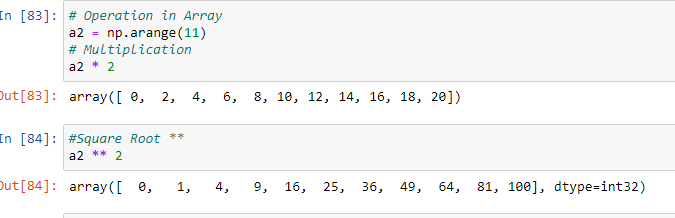 In [83]: # Operation in Array
a2 = np.arange(11)
# Multiplication
a2 * 2
Out[83]: array([ 0, 2, 4, 6, 8, 10, 12, 14, 16, 18, 20])
In [84]: #Square Root **
a2 ** 2
Out[84]: array([ 0, 1, 4, 9, 16, 25, 36, 49, 64, 81, 100], dtype=int32)